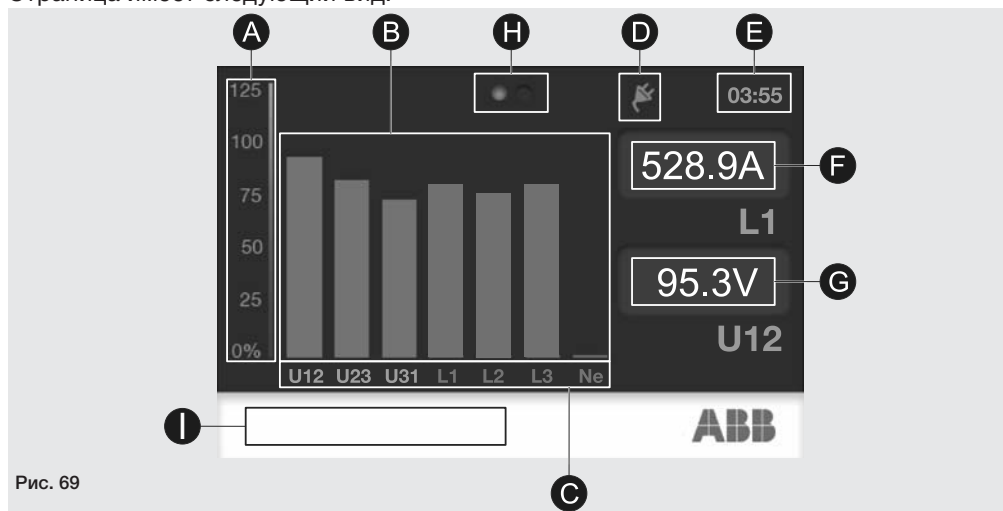 Страница имеет следующий вид:
A B H D E
125 03:55
100
528.9A F
75
L1
50
95.3V G
25
U12
0%
U12 U23 U31 L1 L2 L3 Ne
I ABB
Рис. 69
C